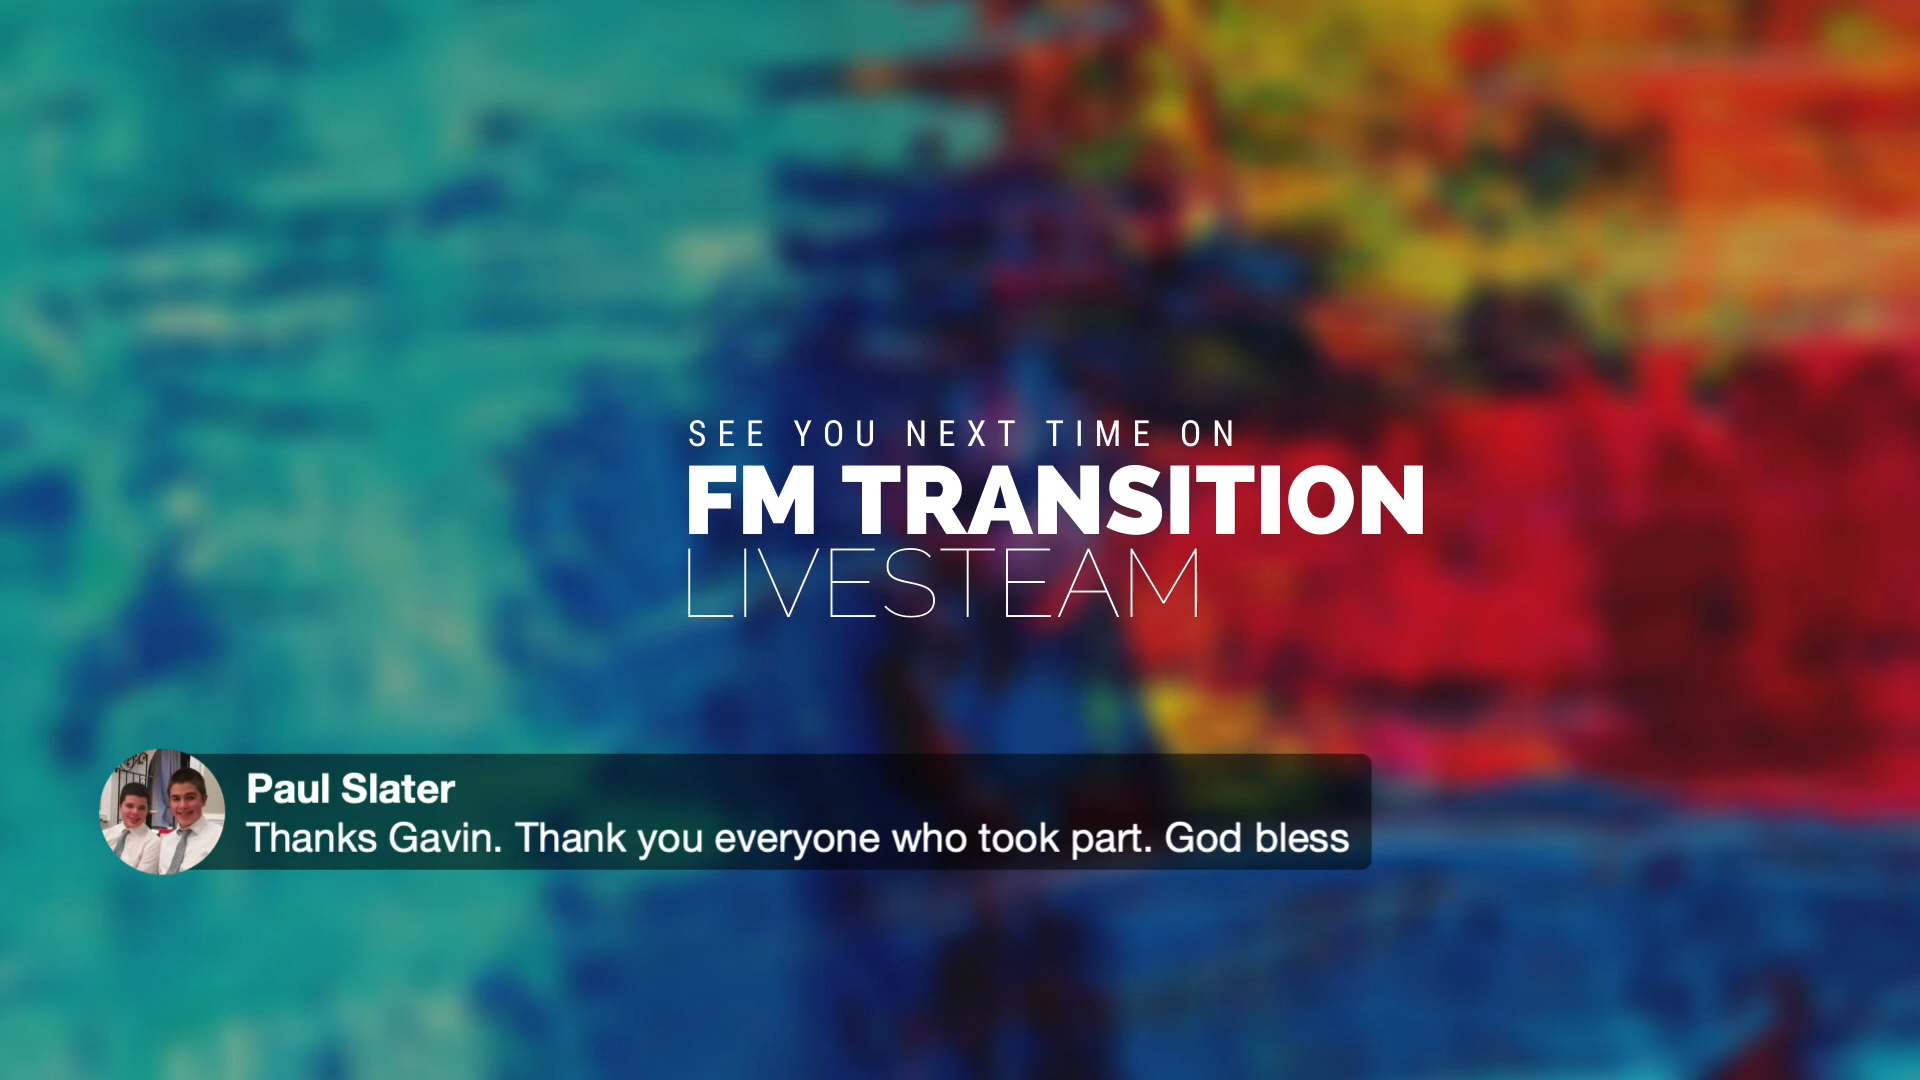 SEE YOU NEXT TIME ON
FM TRANSITION
LIVESTEAM
Paul Slater
Thanks Gavin. Thank you everyone who took part. God bless